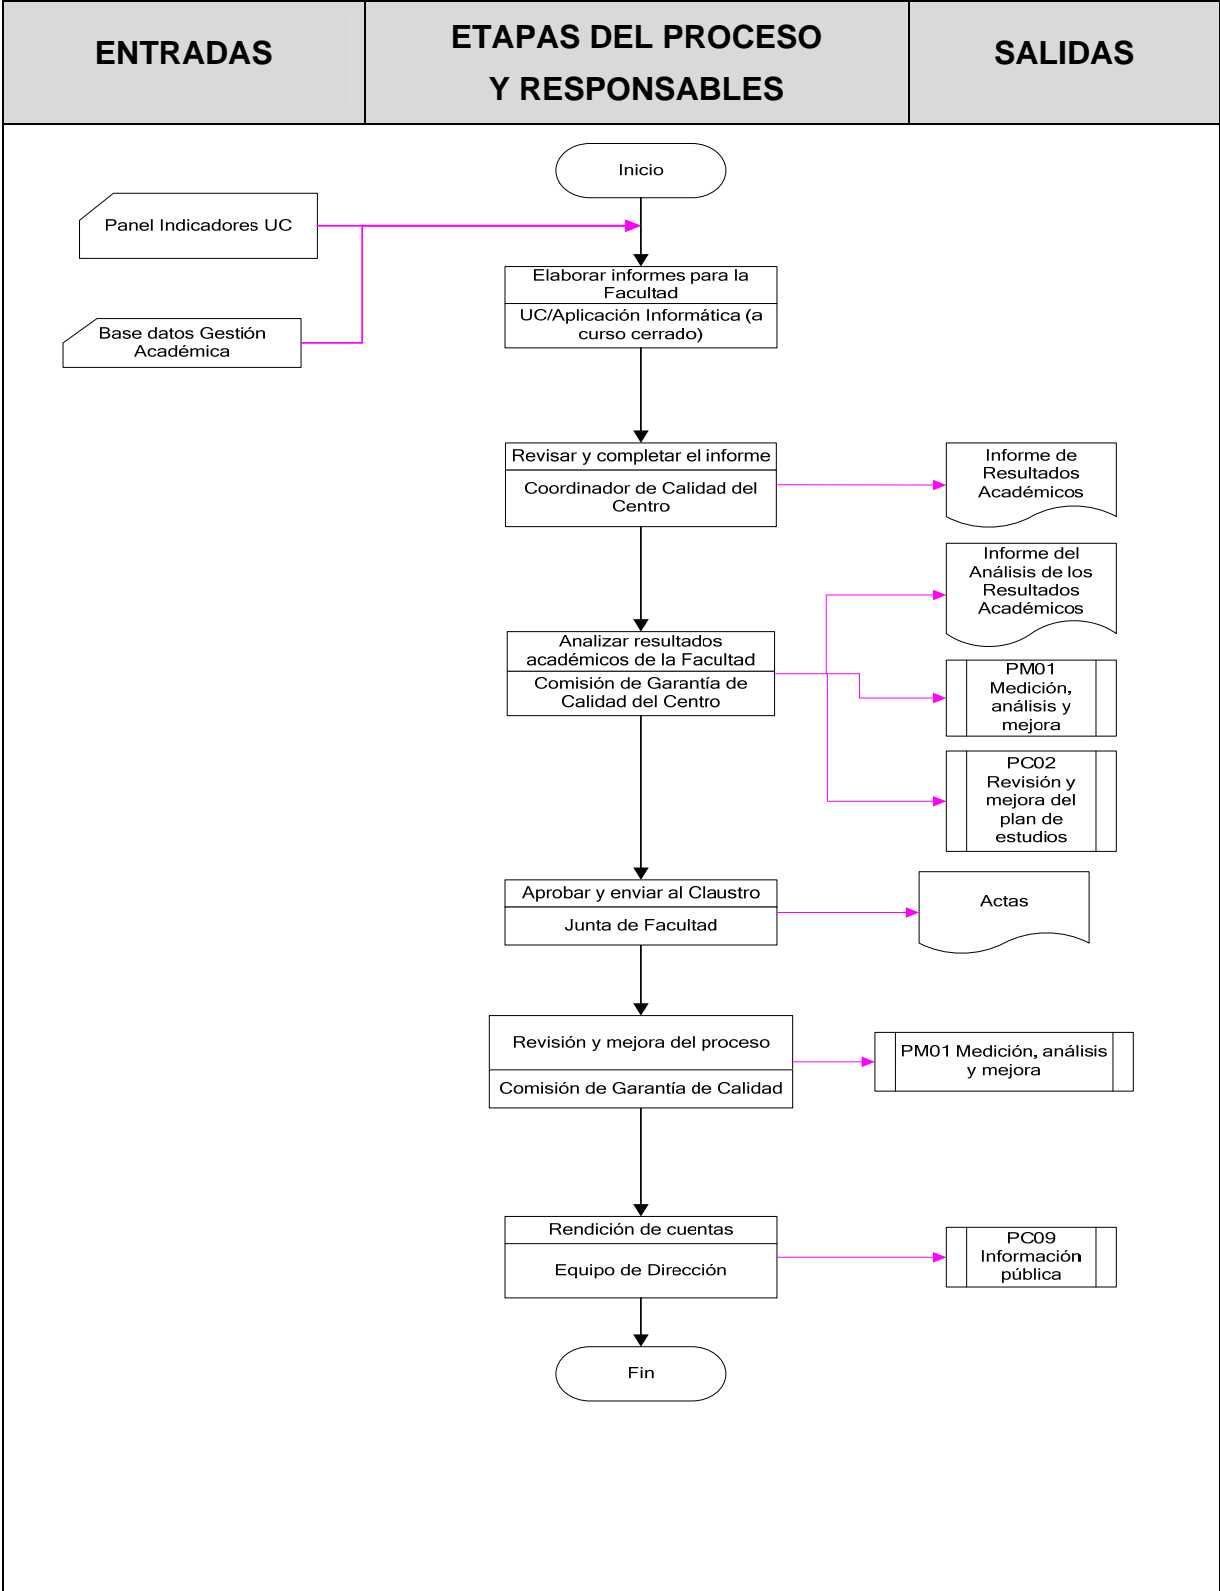 ENTRADAS
ETAPAS DEL PROCESO
Y RESPONSABLES
SALIDAS
Inicio
Panel Indicadores UC
Base datos Gestión
Académica
Elaborar informes para la
Facultad
UC/Aplicación Informática (a
curso cerrado)
Revisar y completar el informe
Coordinador de Calidad del
Centro
Informe de
Resultados
Académicos
Informe del
Análisis de los
Resultados
Académicos
Analizar resultados
académicos de la Facultad
Comisión de Garantía de
Calidad del Centro
PM01
Medición,
análisis y
mejora
PC02
Revisión y
mejora del
plan de
estudios
Aprobar y enviar al Claustro
Junta de Facultad
Actas
Revisión y mejora del proceso
Comisión de Garantía de Calidad
PM01 Medición, análisis
y mejora
Rendición de cuentas
Equipo de Dirección
PC09
Información
pública
Fin